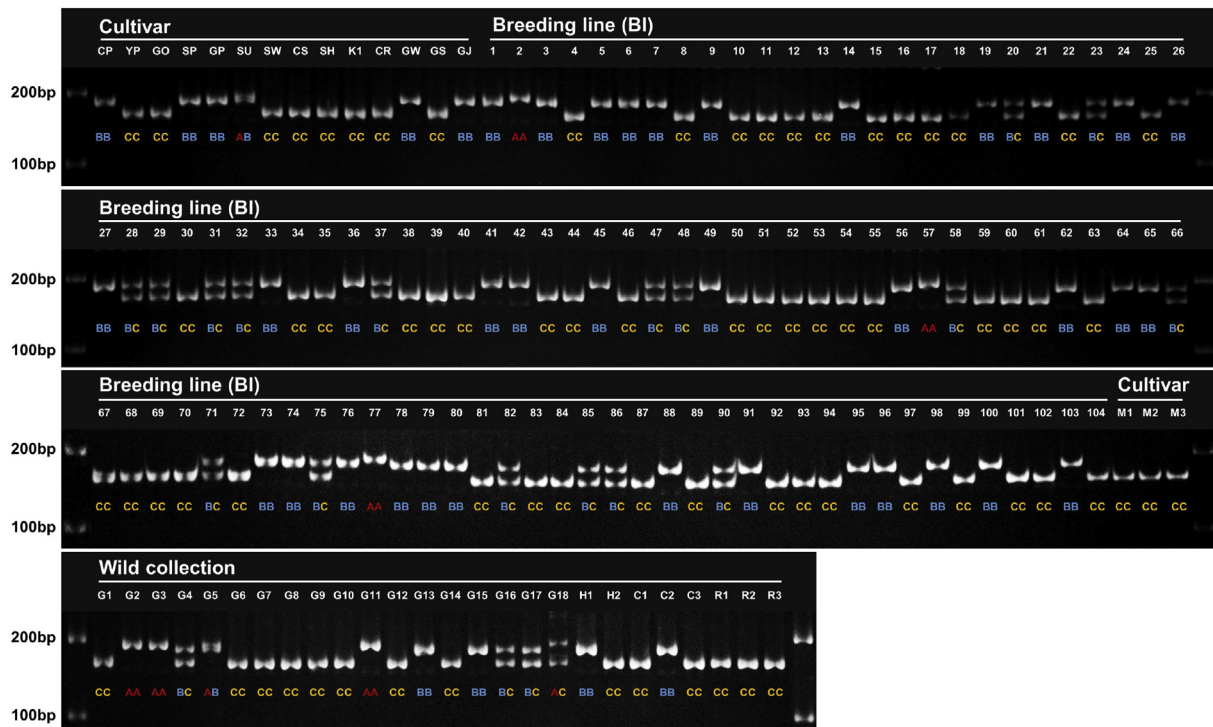 Cultivar Breeding line (BI)
CP YP GO SP GP SU SW CS SH K1 CR GW GS GJ 1 2 3 4 5 6 7 8 9 10 11 12 13 14 15 16 17 18 19 20 21 22 23 24 25 26
200bp
BB CC CC BB BB AB CC CC CC CC CC BB CC BB BB AA BB CC BB BB BB CC BB CC CC CC CC BB CC CC CC CC BB BC BB CC BC BB CC BB
100bp
Breeding line (BI)
27 28 29 30 31 32 33 34 35 36 37 38 39 40 41 42 43 44 45 46 47 48 49 50 51 52 53 54 55 56 57 58 59 60 61 62 63 64 65 66
200bp
BB BC BC CC BC BC BB CC CC BB BC CC CC CC BB BB CC CC BB CC BC BC BB CC CC CC CC CC CC BB AA BC CC CC CC BB CC BB BB BC
100bp
Breeding line (BI) Cultivar
67 68 69 70 71 72 73 74 75 76 77 78 79 80 81 82 83 84 85 86 87 88 89 90 91 92 93 94 95 96 97 98 99 100 101 102 103 104 M1 M2 M3
200bp
CC CC CC CC BC CC BB BB BC BB AA BB BB BB CC BC CC CC BC BC CC BB CC BC BB CC CC CC BB BB CC BB CC BB CC CC BB CC CC CC CC
100bp
Wild collection
G1 G2 G3 G4 G5 G6 G7 G8 G9 G10 G11 G12 G13 G14 G15 G16 G17 G18 H1 H2 C1 C2 C3 R1 R2 R3
200bp
CC AA AA BC AB CC CC CC CC CC AA CC BB CC BB BC BC AC BB CC CC BB CC CC CC CC
100bp